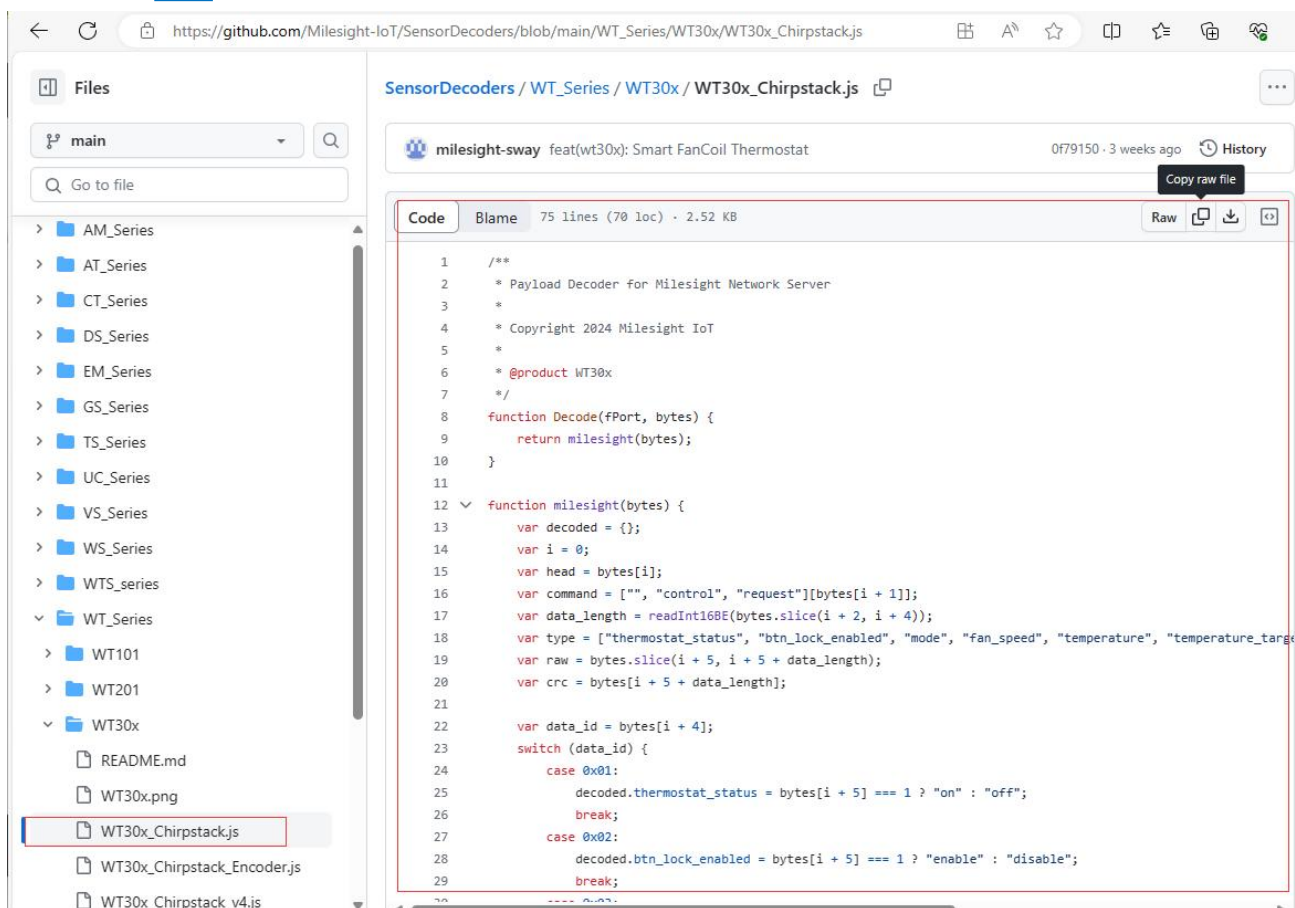 https://github.com/Milesight-IoT/SensorDecoders/blob/main/WT_Series/WT30x/WT30x_Chirpstack.js
Files
main
Go to file
AM_Series
AT_Series
CT_Series
DS_Series
EM_Series
GS_Series
TS_Series
UC_Series
VS_Series
WS_Series
WTS_series
WT_Series
WT101
WT201
WT30x
README.md
WT30x.png
WT30x_Chirpstack.js
WT30x_Chirpstack_Encoder.js
WT30x_Chirpstack_v4.js
SensorDecoders / WT_Series / WT30x / WT30x_Chirpstack.js
milesight-sway feat(wt30x): Smart FanCoil Thermostat 0f79150 · 3 weeks ago History
Copy raw file
Code Blame 75 lines (70 loc) · 2.52 KB Raw
1 /**
2 * Payload Decoder for Milesight Network Server
3 *
4 * Copyright 2024 Milesight IoT
5 *
6 * @product WT30x
7 */
8 function Decode(fPort, bytes) {
9 return milesight(bytes);
10 }
11
12 function milesight(bytes) {
13 var decoded = {};
14 var i = 0;
15 var head = bytes[i];
16 var command = ["", "control", "request"][bytes[i + 1]];
17 var data_length = readInt16BE(bytes.slice(i + 2, i + 4));
18 var type = ["thermostat_status", "btn_lock_enabled", "mode", "fan_speed", "temperature", "temperature_targe
19 var raw = bytes.slice(i + 5, i + 5 + data_length);
20 var crc = bytes[i + 5 + data_length];
21
22 var data_id = bytes[i + 4];
23 switch (data_id) {
24 case 0x01:
25 decoded.thermostat_status = bytes[i + 5] === 1 ? "on" : "off";
26 break;
27 case 0x02:
28 decoded.btn_lock_enabled = bytes[i + 5] === 1 ? "enable" : "disable";
29 break;